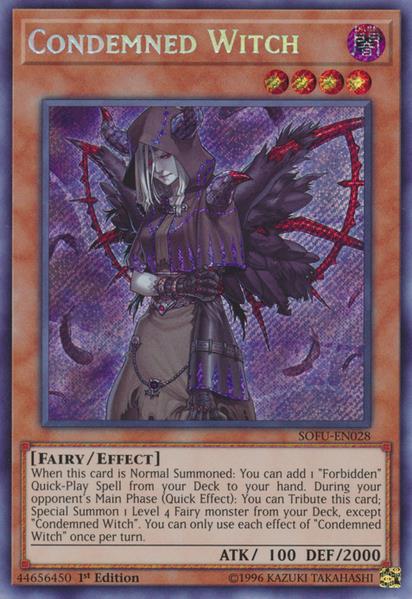 CONDEMNED WITCH
SOFU-EN028
[FAIRY/EFFECT]
When this card is Normal Summoned: You can add 1 "Forbidden"
Quick-Play Spell from your Deck to your hand. During your
opponent's Main Phase (Quick Effect): You can Tribute this card;
Special Summon 1 Level 4 Fairy monster from your Deck, except
"Condemned Witch". You can only use each effect of "Condemned
Witch" once per turn.
ATK/ 100 DEF/2000
44656450 1st Edition ©1996 KAZUKI TAKAHASHI